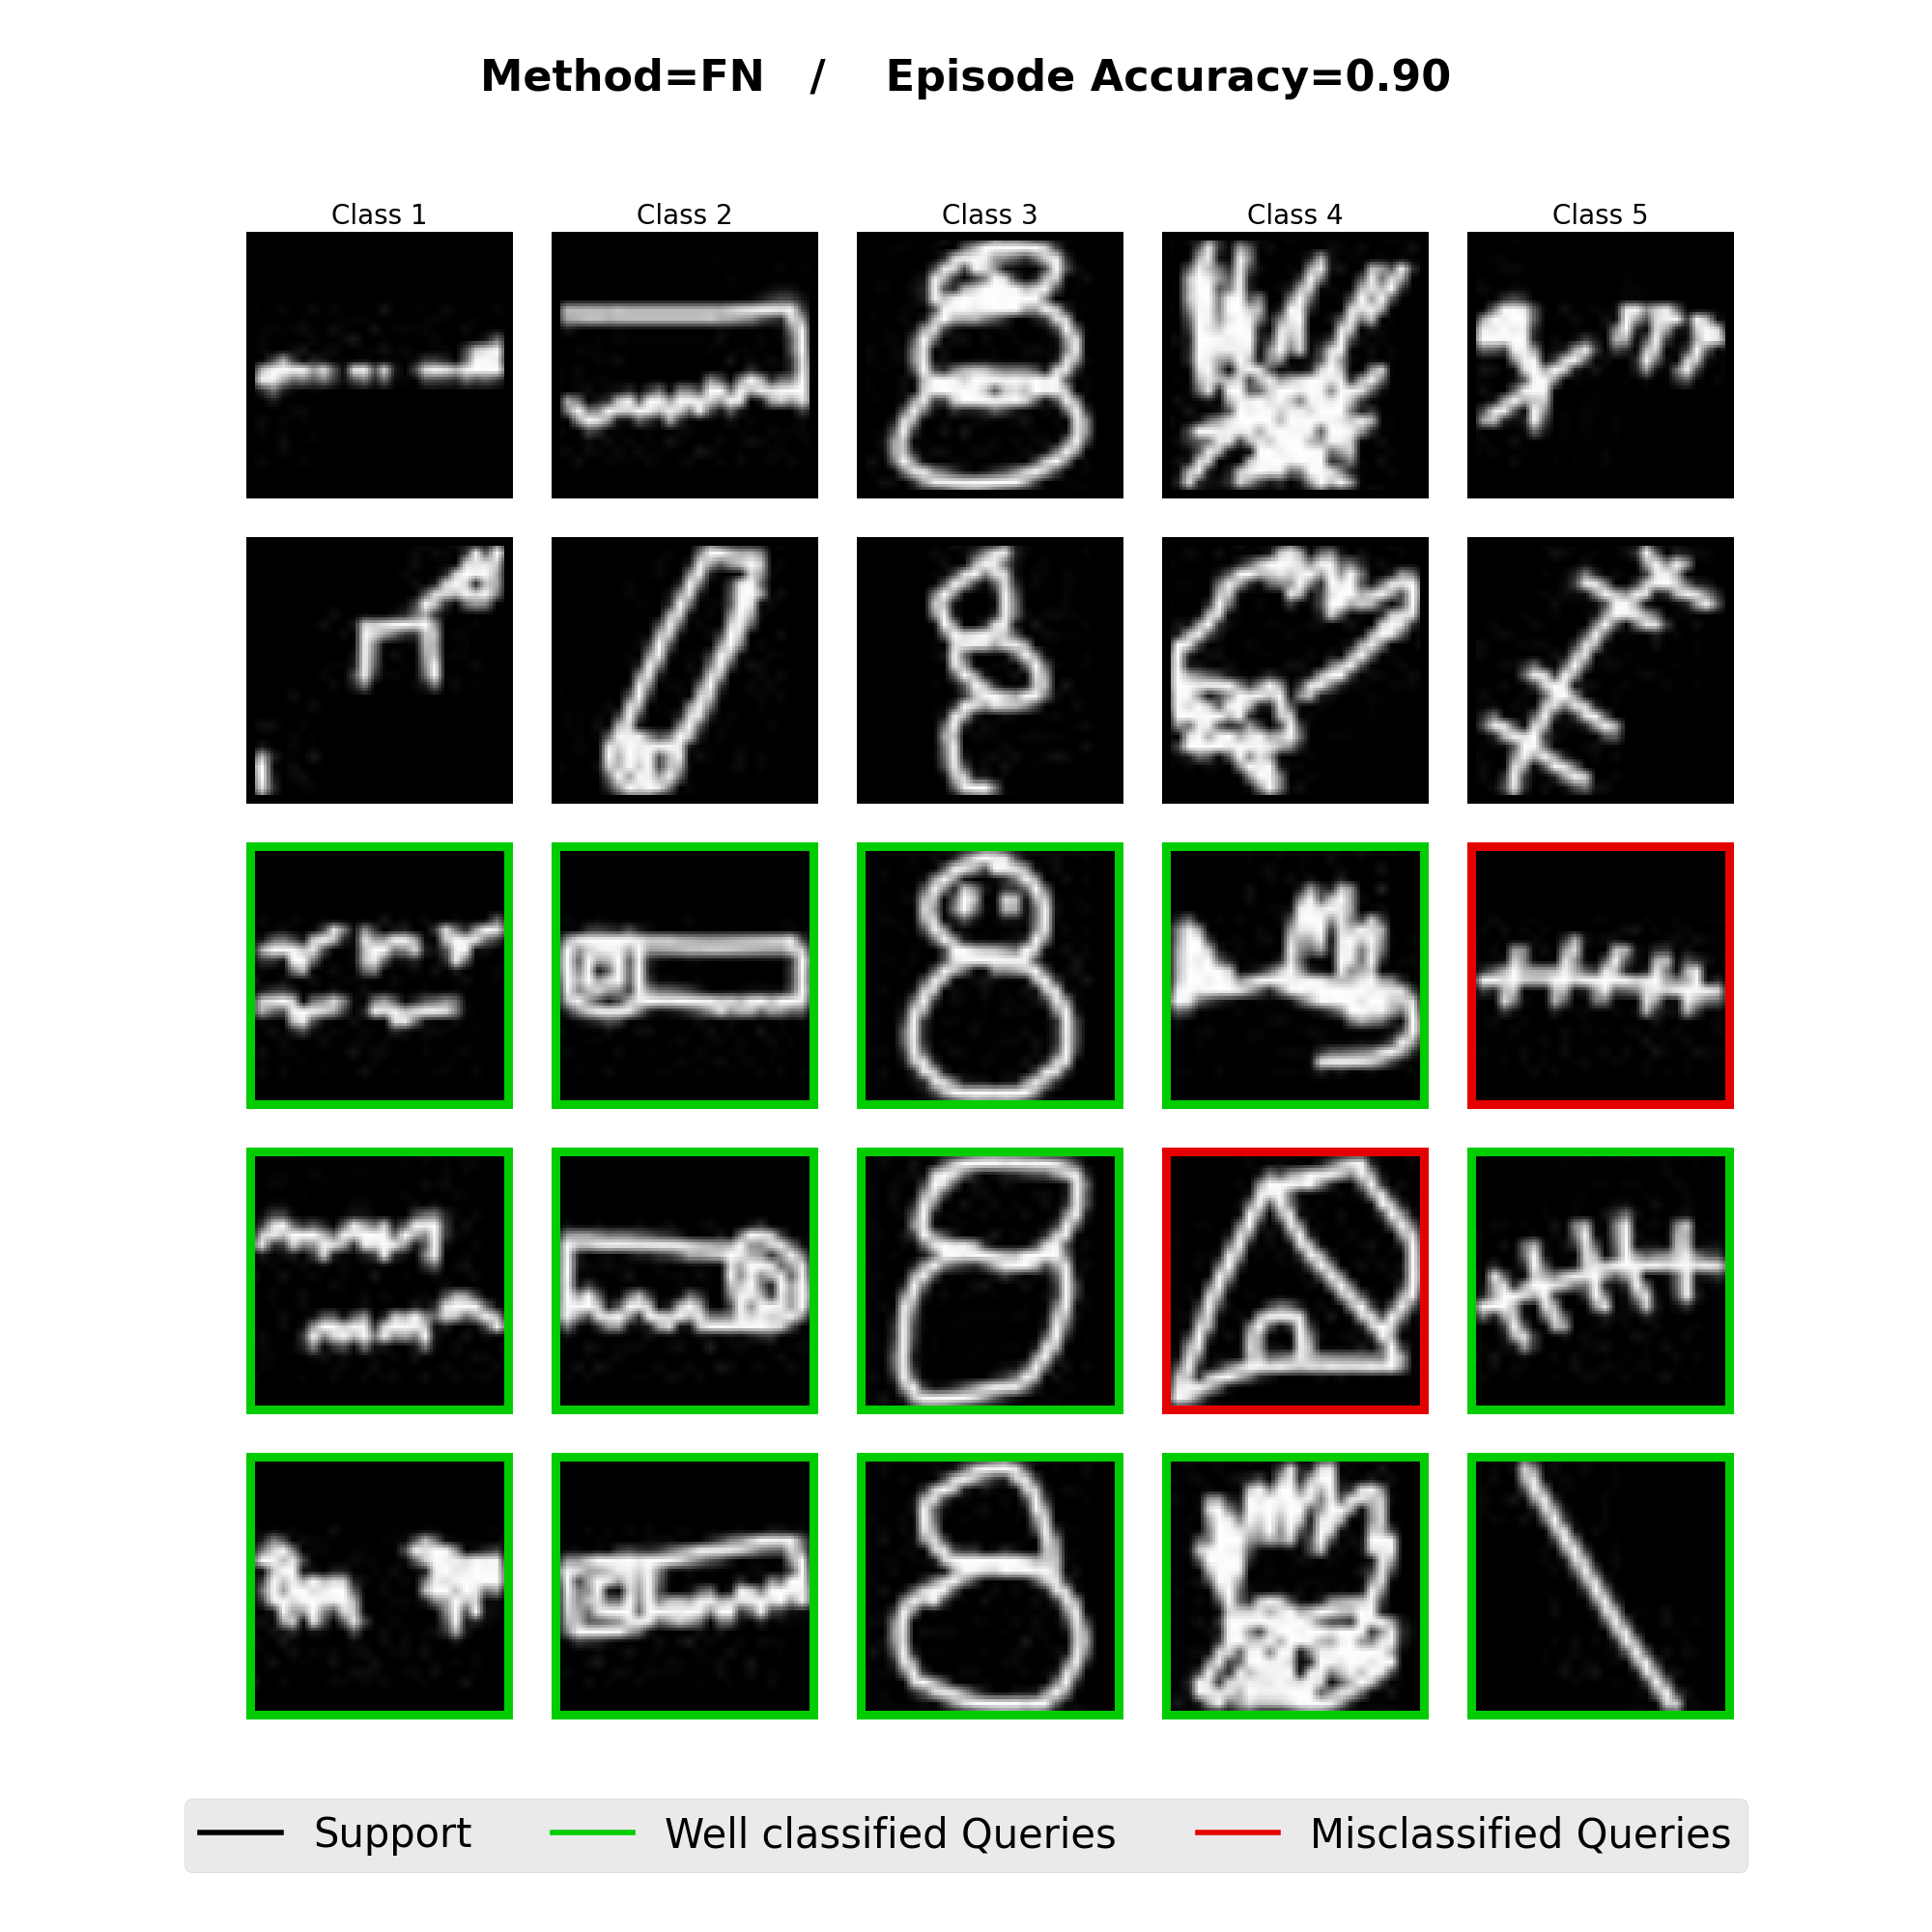 Method=FN / Episode Accuracy=0.90
Class 1 Class 2 Class 3 Class 4 Class 5
Support Well classified Queries Misclassified Queries